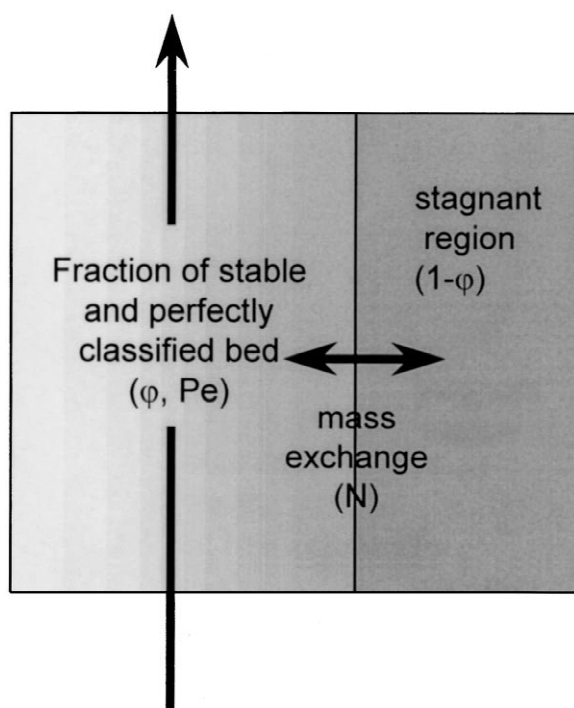 Fraction of stable
and perfectly
classified bed
(φ, Pe)
stagnant
region
(1-φ)
mass
exchange
(N)